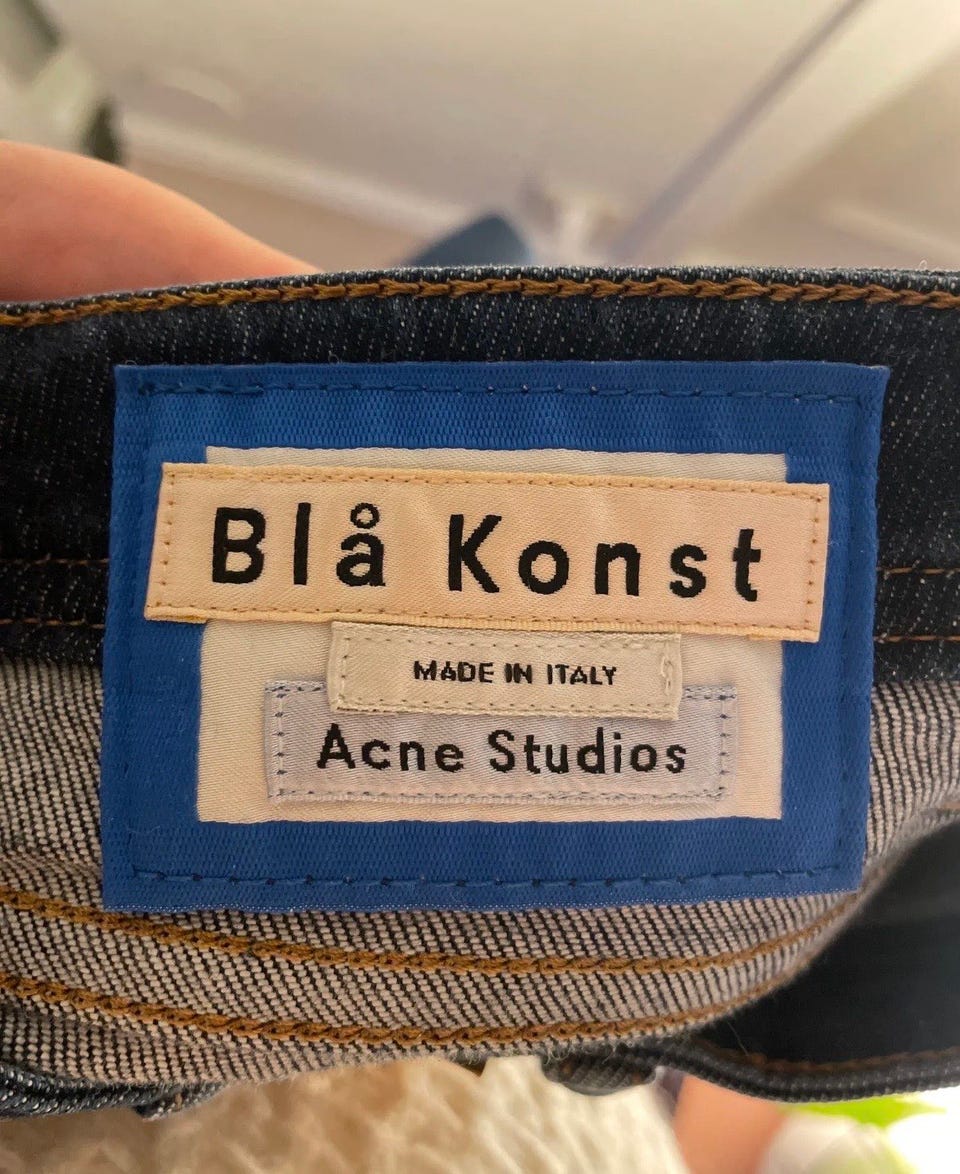 Blå Konst
MADE IN ITALY
Acne Studios